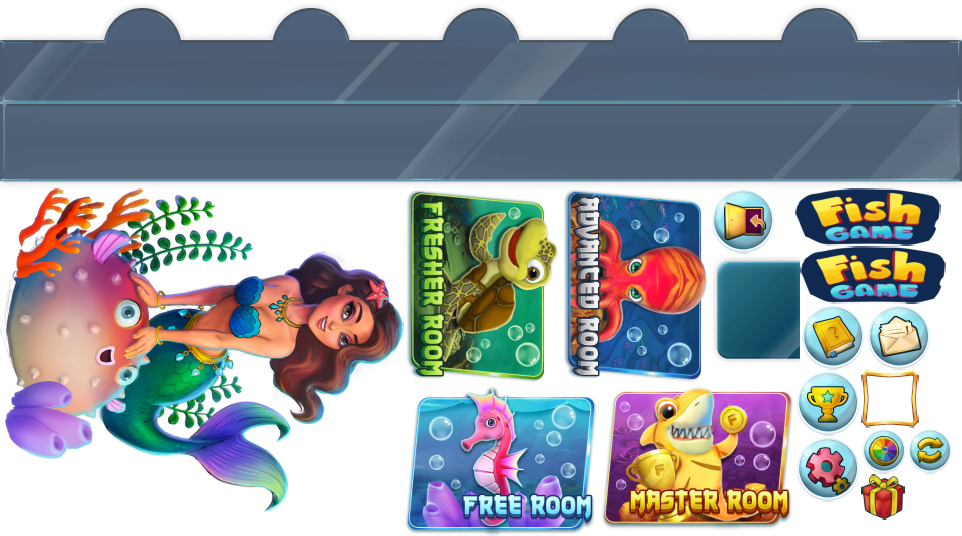 FRESHER ROOM
ADVANCED ROOM
Fish
GAME
Fish
GAME
FREE ROOM
MASTER ROOM
F
F
?
!